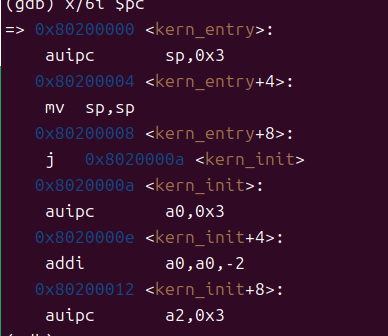 (gdb) x/6i $pc
=> 0x80200000 <kern_entry>:
auipc sp,0x3
0x80200004 <kern_entry+4>:
mv sp,sp
0x80200008 <kern_entry+8>:
j 0x8020000a <kern_init>
0x8020000a <kern_init>:
auipc a0,0x3
0x8020000e <kern_init+4>:
addi a0,a0,-2
0x80200012 <kern_init+8>:
auipc a2,0x3